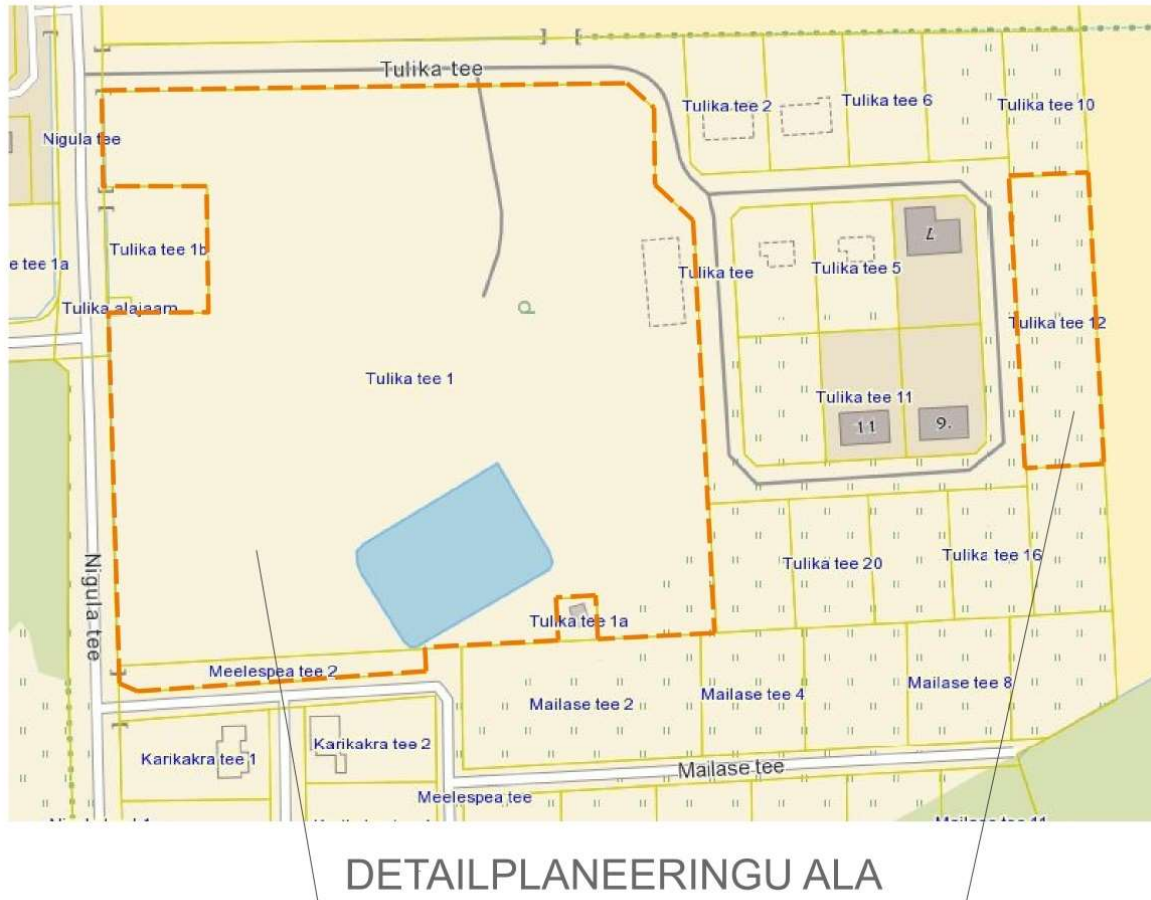 Tulika tee
Tulika tee 2
Tulika tee 6
Tulika tee 10
Nigula tee
Tulika tee 1b
e tee 1a
Tulika alajaam
Tulika tee
Tulika tee 5
7
Tulika tee 12
Tulika tee 1
Tulika tee 11
11
9
Nigula tee
Tulika tee 20
Tulika tee 16
Tulika tee 1a
Meelespea tee 2
Mailase tee 2
Mailase tee 4
Mailase tee 8
Karikakra tee 1
Karikakra tee 2
Mailase tee
Meelespea tee
Mailase tee 11
DETAILPLANEERINGU ALA